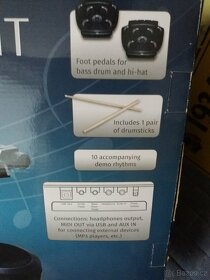 T
Foot pedals for
bass drum and hi-hat
Includes 1 pair
of drumsticks
10 accompanying
demo rhythms
Connections: headphones output,
MIDI OUT via USB and AUX IN
for connecting external devices
(MP3 players, etc.)